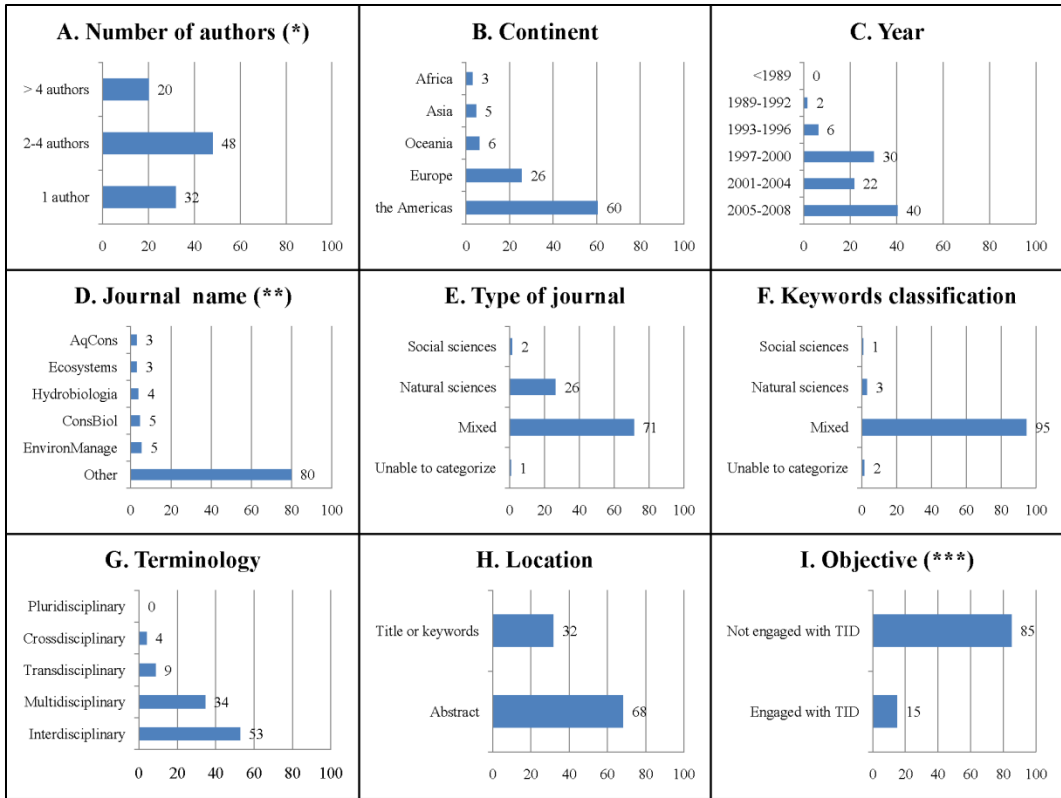 A. Number of authors (*)
> 4 authors 20
2-4 authors 48
1 author 32
0 20 40 60 80 100
B. Continent
Africa 3
Asia 5
Oceania 6
Europe 26
the Americas 60
0 20 40 60 80 100
C. Year
<1989 0
1989-1992 2
1993-1996 6
1997-2000 30
2001-2004 22
2005-2008 40
0 20 40 60 80 100
D. Journal name (**)
AqCons 3
Ecosystems 3
Hydrobiologia 4
ConsBiol 5
EnvironManage 5
Other 80
0 20 40 60 80 100
E. Type of journal
Social sciences 2
Natural sciences 26
Mixed 71
Unable to categorize 1
0 20 40 60 80 100
F. Keywords classification
Social sciences 1
Natural sciences 3
Mixed 95
Unable to categorize 2
0 20 40 60 80 100
G. Terminology
Pluridisciplinary 0
Crossdisciplinary 4
Transdisciplinary 9
Multidisciplinary 34
Interdisciplinary 53
0 20 40 60 80 100
H. Location
Title or keywords 32
Abstract 68
0 20 40 60 80 100
I. Objective (***)
Not engaged with TID 85
Engaged with TID 15
0 20 40 60 80 100